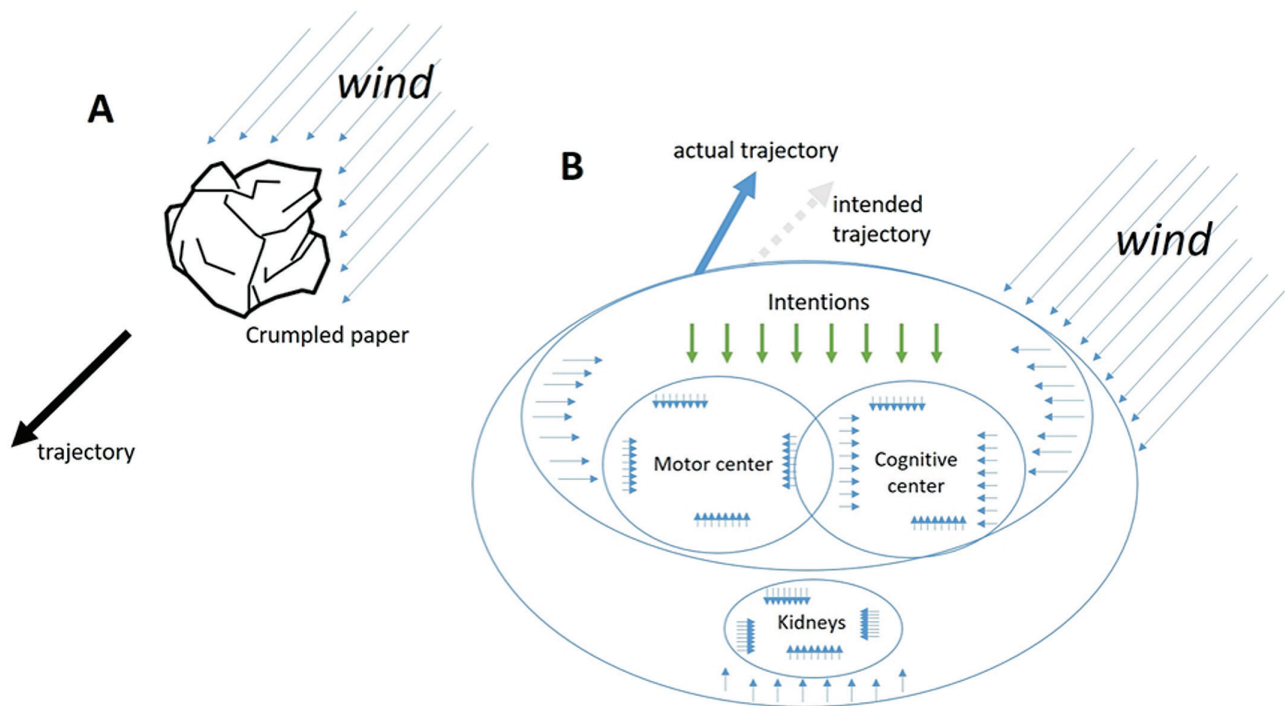 A
wind
Crumpled paper
trajectory
B
actual trajectory
intended
trajectory
wind
Intentions
Motor center
Cognitive
center
Kidneys